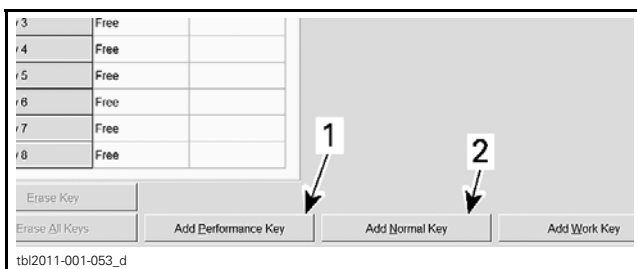 y 3 Free
y 4 Free
y 5 Free
y 6 Free
y 7 Free
y 8 Free
1
2
Erase Key
Erase All Keys Add Performance Key Add Normal Key Add Work Key
tbl2011-001-053_d